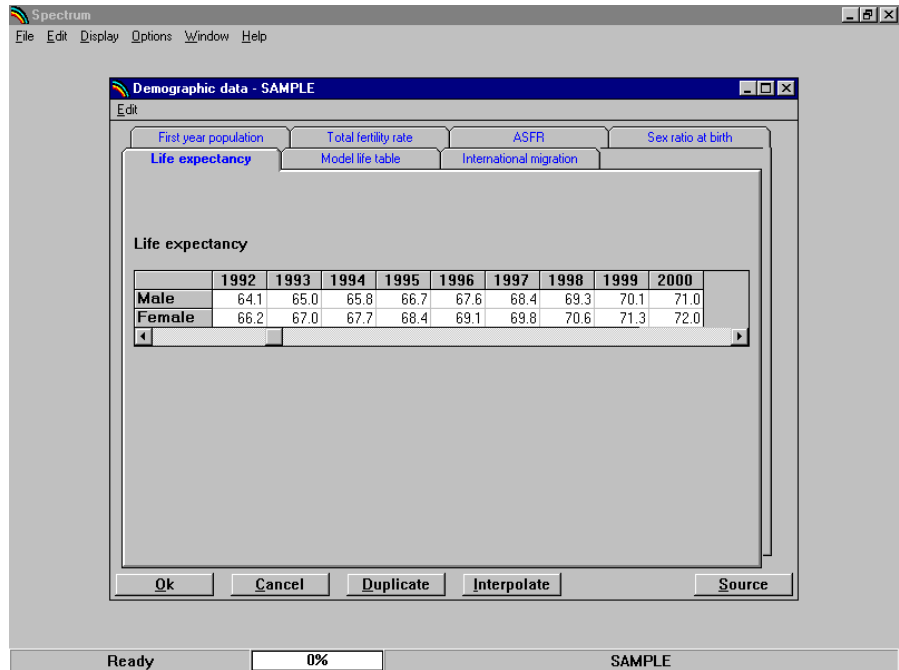 Spectrum
File Edit Display Options Window Help
Demographic data - SAMPLE
Edit
First year population Total fertility rate ASFR Sex ratio at birth
Life expectancy Model life table International migration
Life expectancy
1992 1993 1994 1995 1996 1997 1998 1999 2000
Male 64.1 65.0 65.8 66.7 67.6 68.4 69.3 70.1 71.0
Female 66.2 67.0 67.7 68.4 69.1 69.8 70.6 71.3 72.0
Ok Cancel Duplicate Interpolate Source
Ready 0% SAMPLE